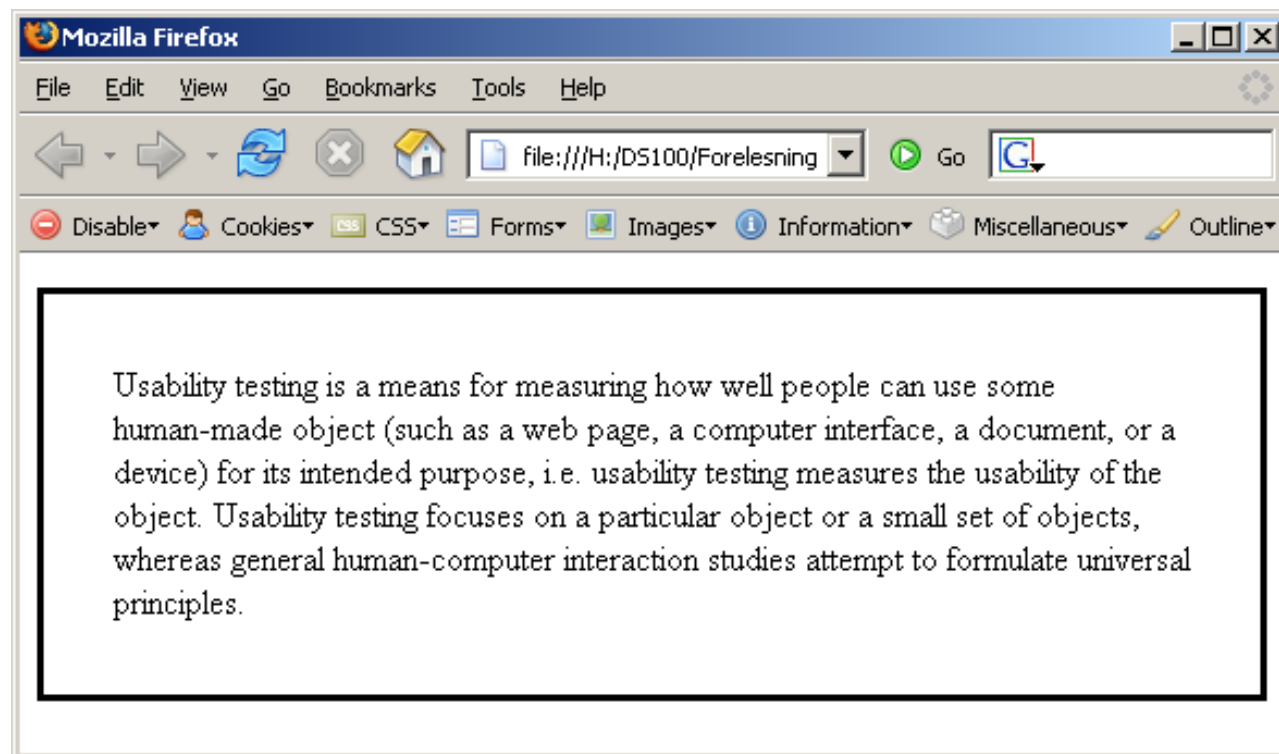 Mozilla Firefox
File Edit View Go Bookmarks Tools Help
file:///H:/DS100/Forelesning Go G
Disable Cookies CSS CSS Forms Images Information Miscellaneous Outline
Usability testing is a means for measuring how well people can use some
human-made object (such as a web page, a computer interface, a document, or a
device) for its intended purpose, i.e. usability testing measures the usability of the
object. Usability testing focuses on a particular object or a small set of objects,
whereas general human-computer interaction studies attempt to formulate universal
principles.